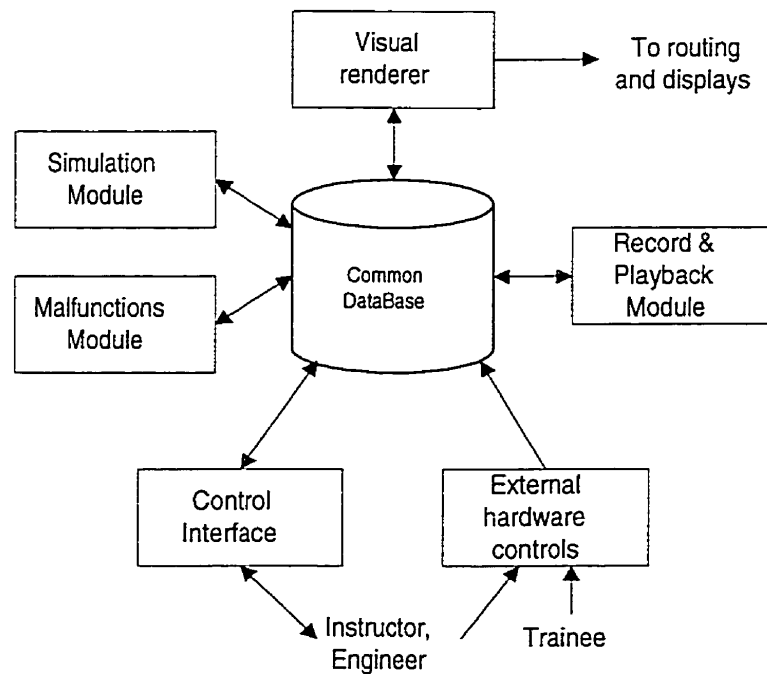 Visual
renderer
To routing
and displays
Simulation
Module
Common
DataBase
Record &
Playback
Module
Malfunctions
Module
Control
Interface
External
hardware
controls
Instructor,
Engineer
Trainee